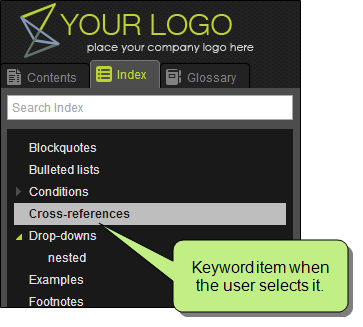 YOUR LOGO
place your company logo here
Contents Index Glossary
Search Index
Blockquotes
Bulleted lists
Conditions
Cross-references
Drop-downs
nested
Examples
Footnotes
Keyword item when
the user selects it.